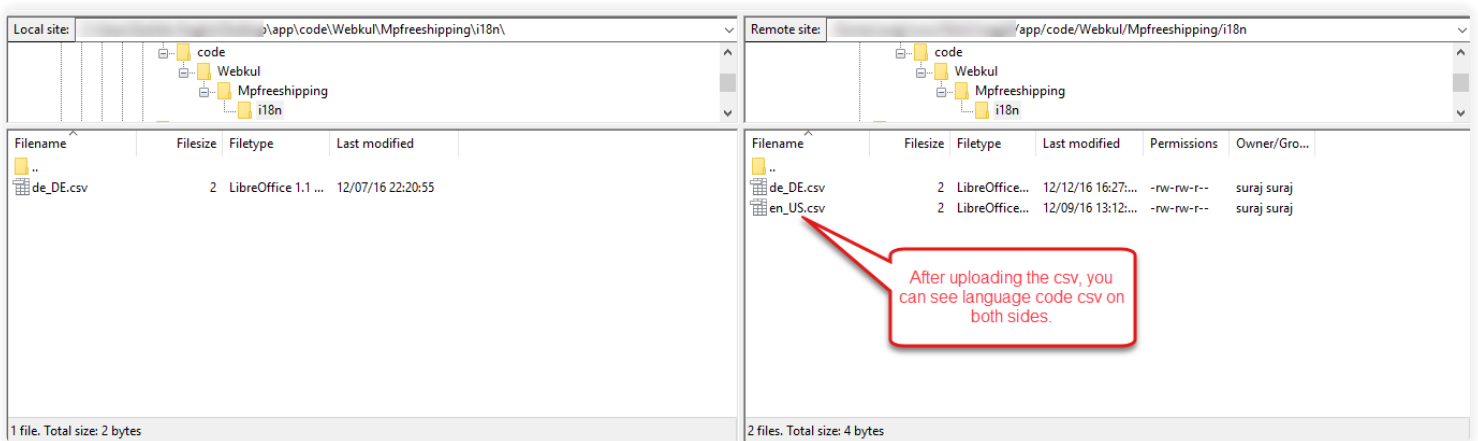 Local site: p\app\code\Webkul\Mpfreeshipping\i18n\
code
Webkul
Mpfreeshipping
i18n
Filename Filesize Filetype Last modified
..
de_DE.csv 2 LibreOffice 1.1 ... 12/07/16 22:20:55
1 file. Total size: 2 bytes
Remote site: /app/code/Webkul/Mpfreeshipping/i18n
code
Webkul
Mpfreeshipping
i18n
Filename Filesize Filetype Last modified Permissions Owner/Gro...
..
de_DE.csv 2 LibreOffice... 12/12/16 16:27:... -rw-rw-r-- suraj suraj
en_US.csv 2 LibreOffice... 12/09/16 13:12:... -rw-rw-r-- suraj suraj
After uploading the csv, you
can see language code csv on
both sides.
2 files. Total size: 4 bytes